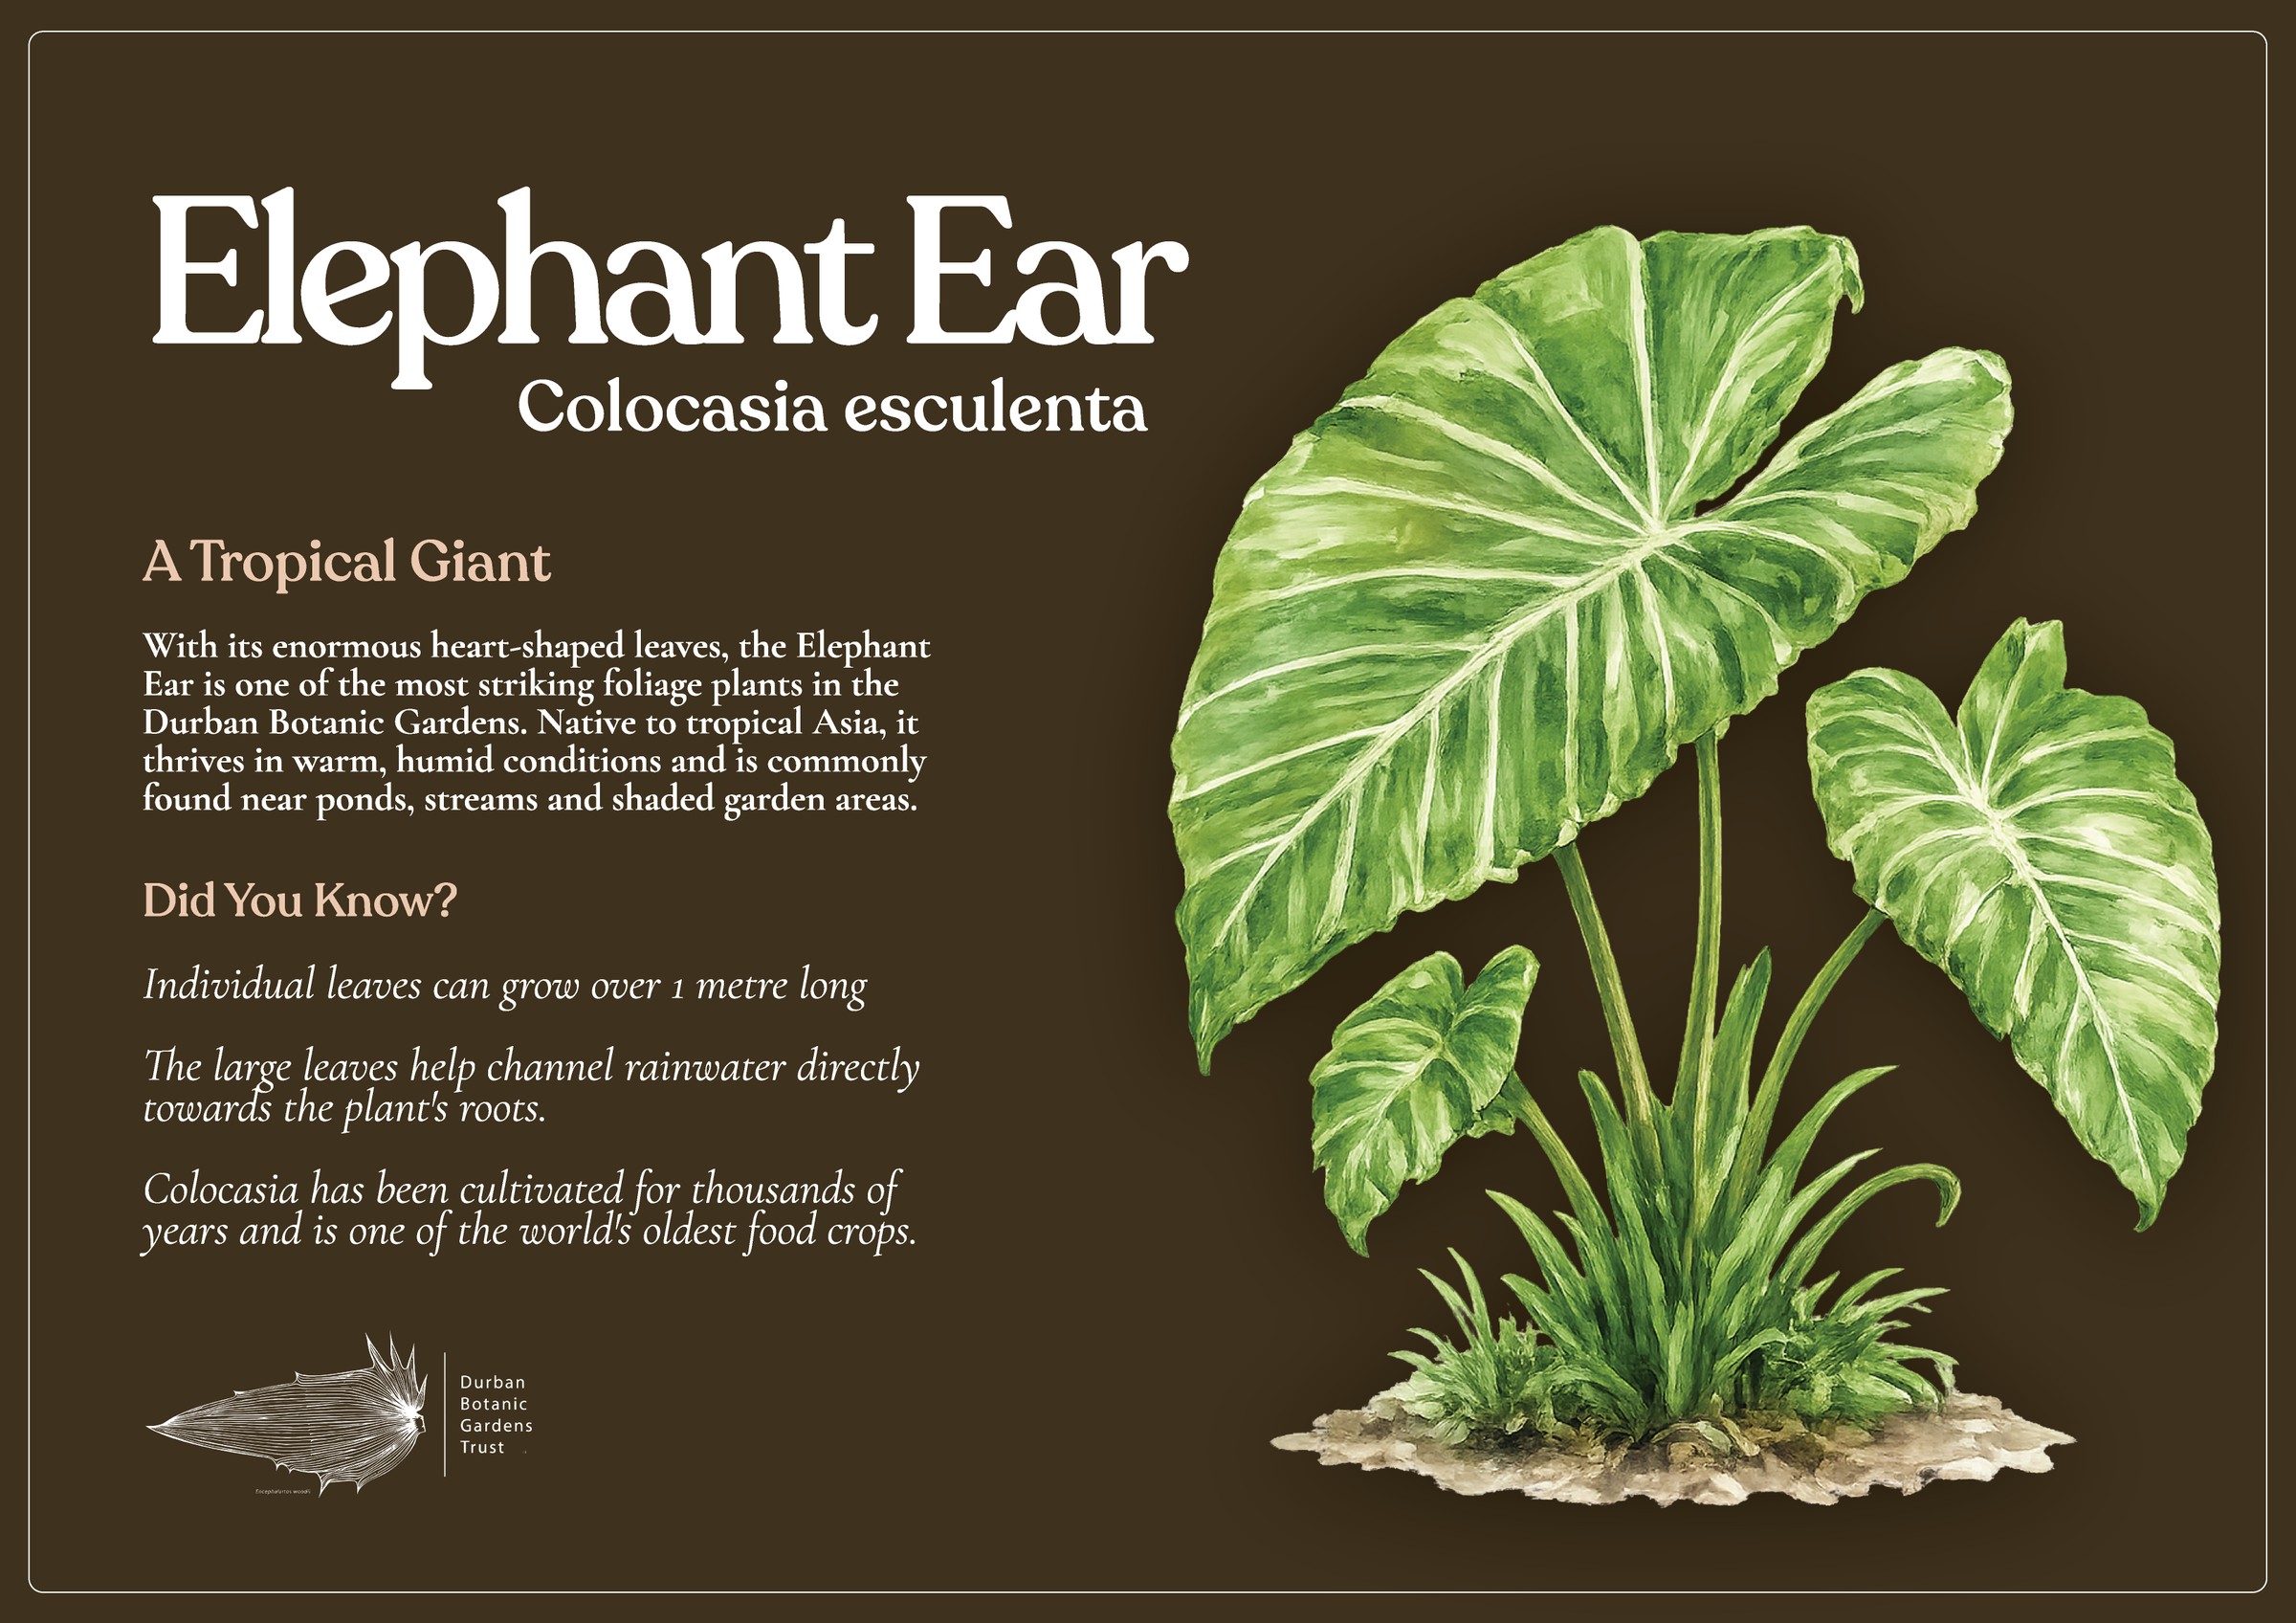 Elephant Ear
Colocasia esculenta
A Tropical Giant
With its enormous heart-shaped leaves, the Elephant
Ear is one of the most striking foliage plants in the
Durban Botanic Gardens. Native to tropical Asia, it
thrives in warm, humid conditions and is commonly
found near ponds, streams and shaded garden areas.
Did You Know?
Individual leaves can grow over 1 metre long
The large leaves help channel rainwater directly
towards the plant's roots.
Colocasia has been cultivated for thousands of
years and is one of the world's oldest food crops.
Durban
Botanic
Gardens
Trust